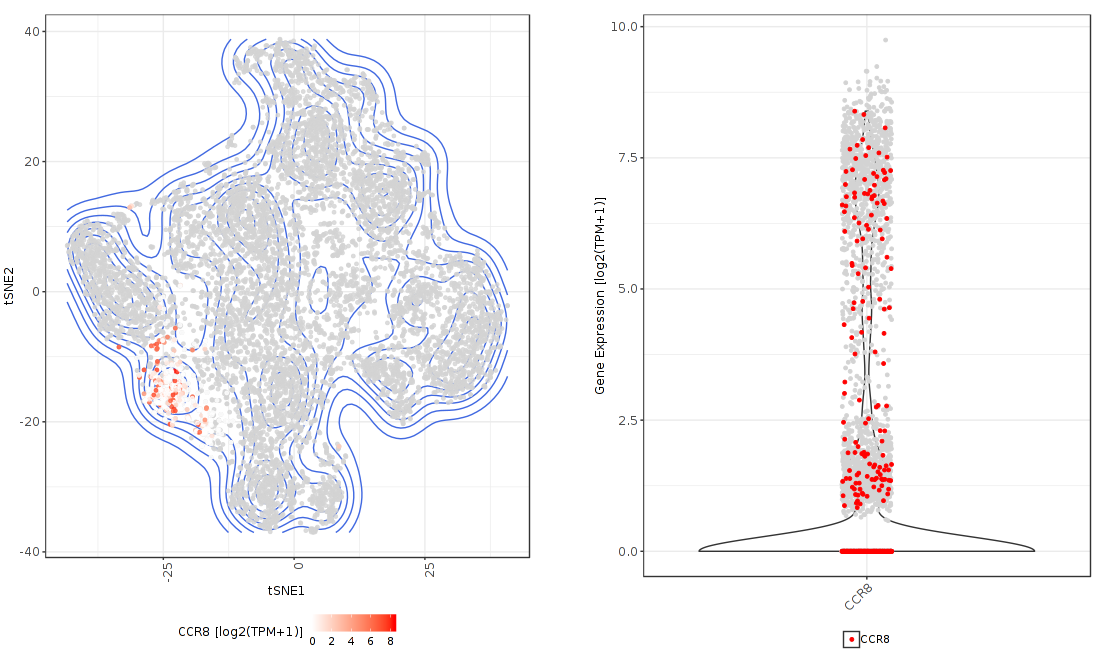 40
20
0
-20
-40
tSNE2
-25
0
25
tSNE1
CCR8 [log2(TPM+1)]
0 2 4 6 8
10.0
7.5
5.0
2.5
0.0
Gene Expression [log2(TPM+1)]
CCR8
CCR8